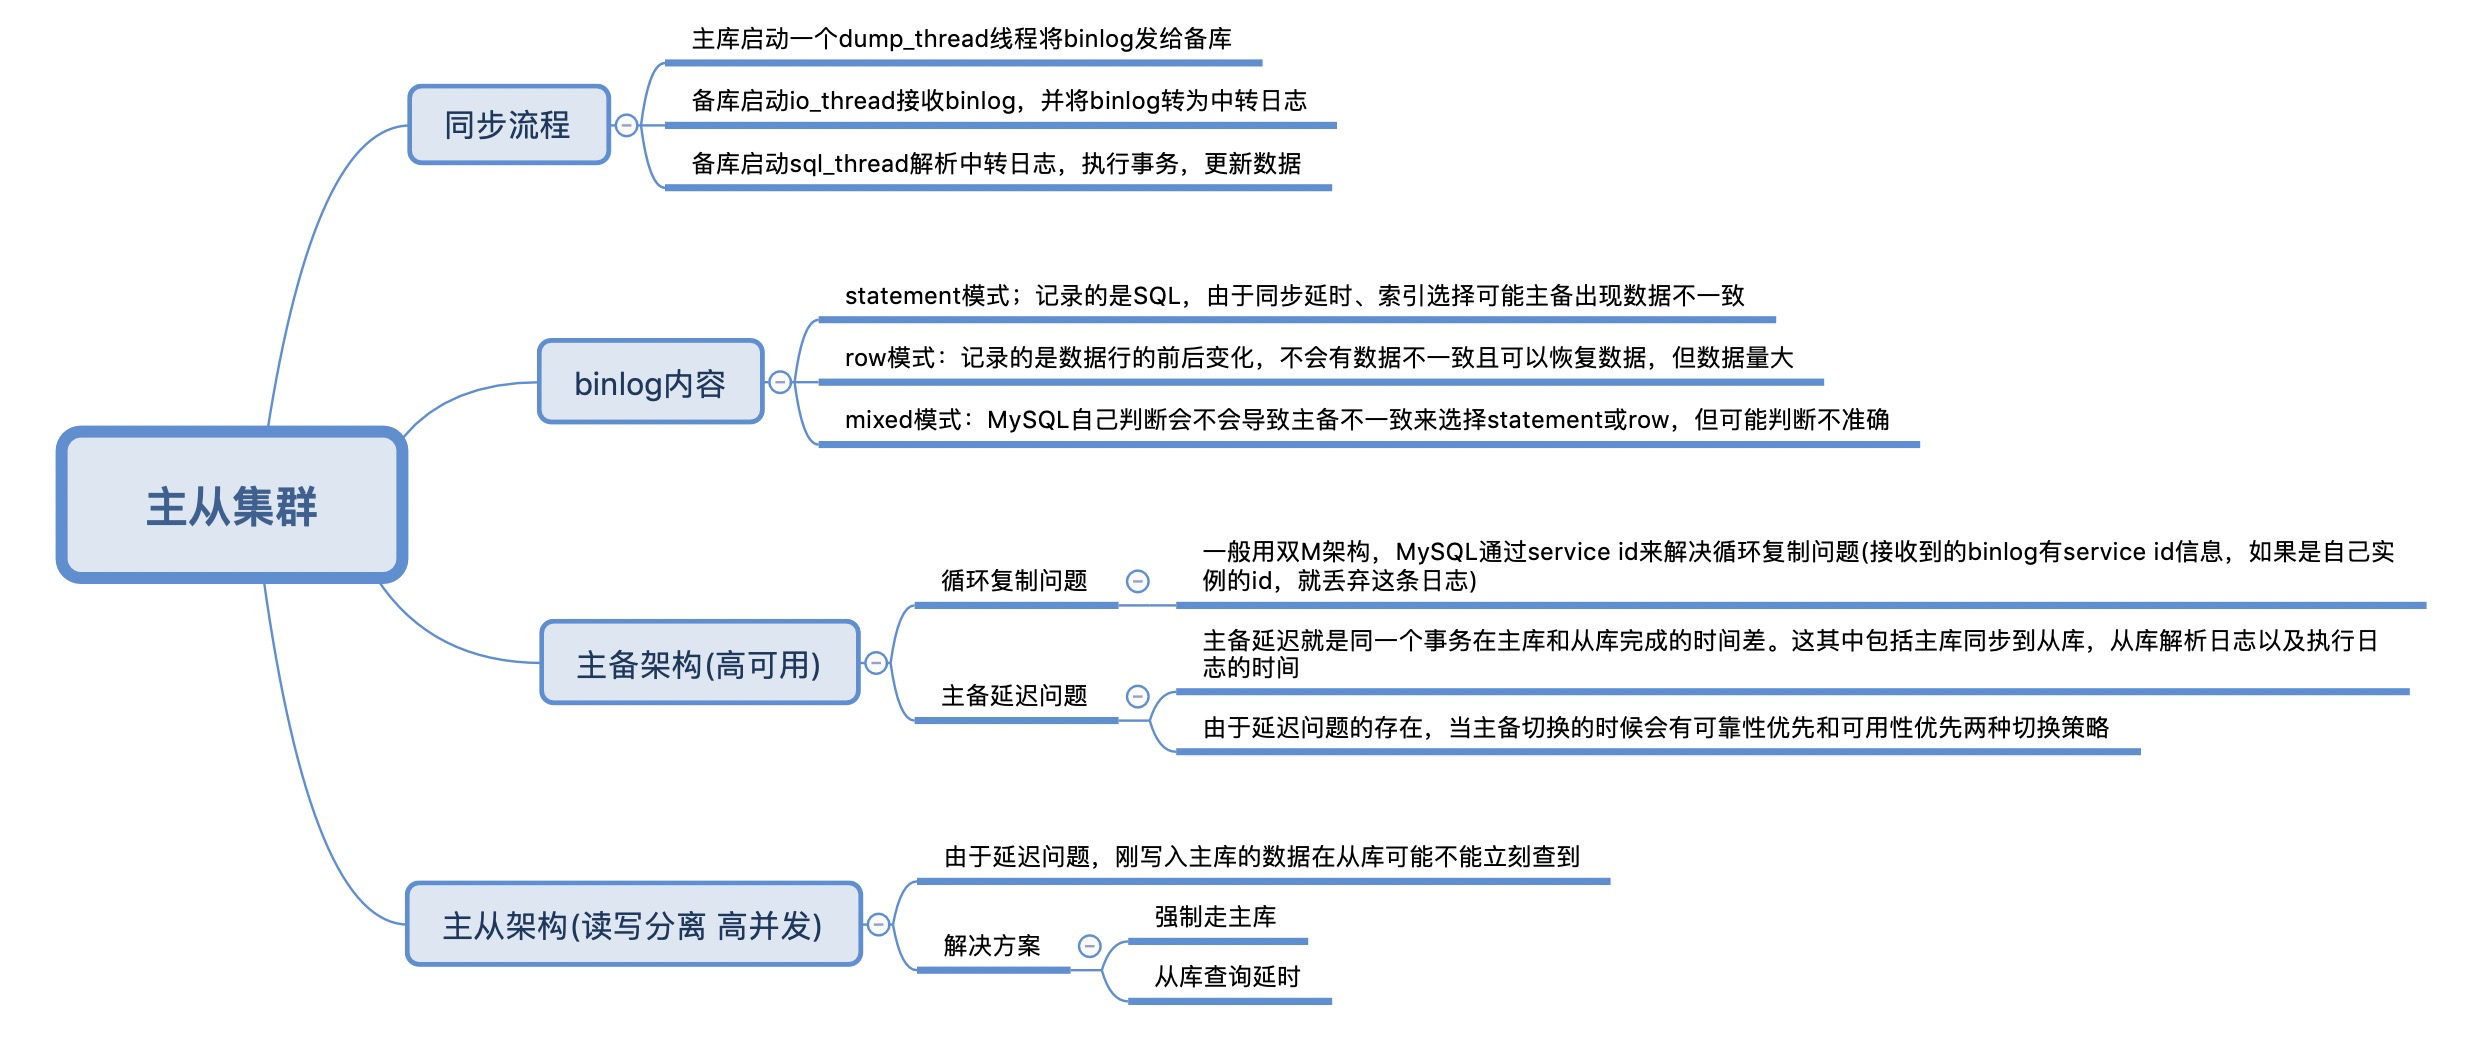 主从集群
同步流程
主库启动一个dump_thread线程将binlog发给备库
备库启动io_thread接收binlog，并将binlog转为中转日志
备库启动sql_thread解析中转日志，执行事务，更新数据
binlog内容
statement模式；记录的是SQL，由于同步延时、索引选择可能主备出现数据不一致
row模式：记录的是数据行的前后变化，不会有数据不一致且可以恢复数据，但数据量大
mixed模式：MySQL自己判断会不会导致主备不一致来选择statement或row，但可能判断不准确
主备架构(高可用)
循环复制问题
一般用双M架构，MySQL通过service id来解决循环复制问题(接收到的binlog有service id信息，如果是自己实
例的id，就丢弃这条日志)
主备延迟问题
主备延迟就是同一个事务在主库和从库完成的时间差。这其中包括主库同步到从库，从库解析日志以及执行日
志的时间
由于延迟问题的存在，当主备切换的时候会有可靠性优先和可用性优先两种切换策略
主从架构(读写分离 高并发)
由于延迟问题，刚写入主库的数据在从库可能不能立刻查到
解决方案
强制走主库
从库查询延时